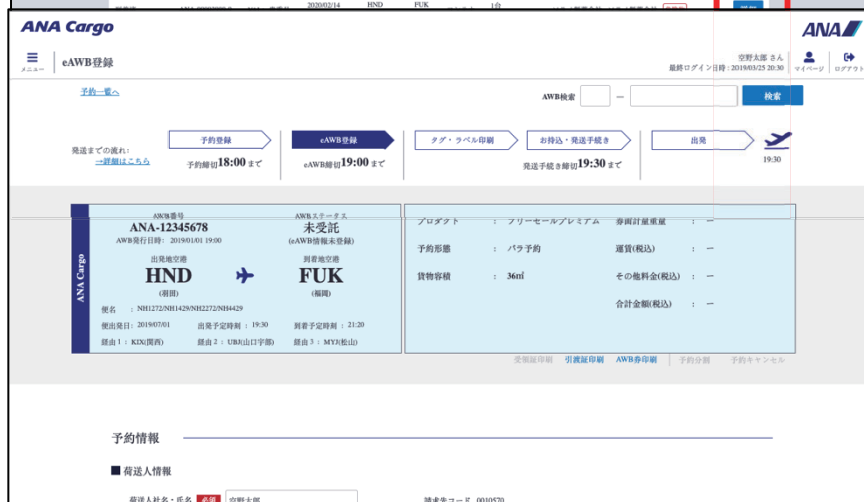 2020/02/14 HND FUK 1台
ANA Cargo
ANA
メニュー
eAWB登録
空野太郎 さん
最終ログイン日時：2019/03/25 20:30
マイページ
ログアウト
予約一覧へ
AWB検索 － 検索
発送までの流れ：
→詳細はこちら
予約登録
eAWB登録
タグ・ラベル印刷
お持込・発送手続き
出発
予約締切18:00 まで
eAWB締切19:00 まで
発送手続き締切19:30 まで
19:30
ANA Cargo
AWB番号
ANA-12345678
AWB発行日時： 2019/01/01 19:00
AWBステータス
未受託
(eAWB情報未登録)
出発地空港
HND
(羽田)
到着地空港
FUK
(福岡)
便名 ： NH1272/NH1429/NH2272/NH4429
便出発日： 2019/07/01 出発予定時刻 ： 19:30 到着予定時刻 ： 21:20
経由 1 ： KIX(関西) 経由 2 ： UBJ(山口宇部) 経由 3 ： MYJ(松山)
プロダクト ： フリーセールプレミアム 券面計量重量 ： －
予約形態 ： バラ予約 運賃(税込) ： －
貨物容積 ： 36㎥ その他料金(税込) ： －
合計金額(税込) ： －
受領証印刷 引渡証印刷 AWB券印刷 予約分割 予約キャンセル
予約情報
■ 荷送人情報
荷送人社名・氏名 必須 空野太郎 請求先コード 0010570